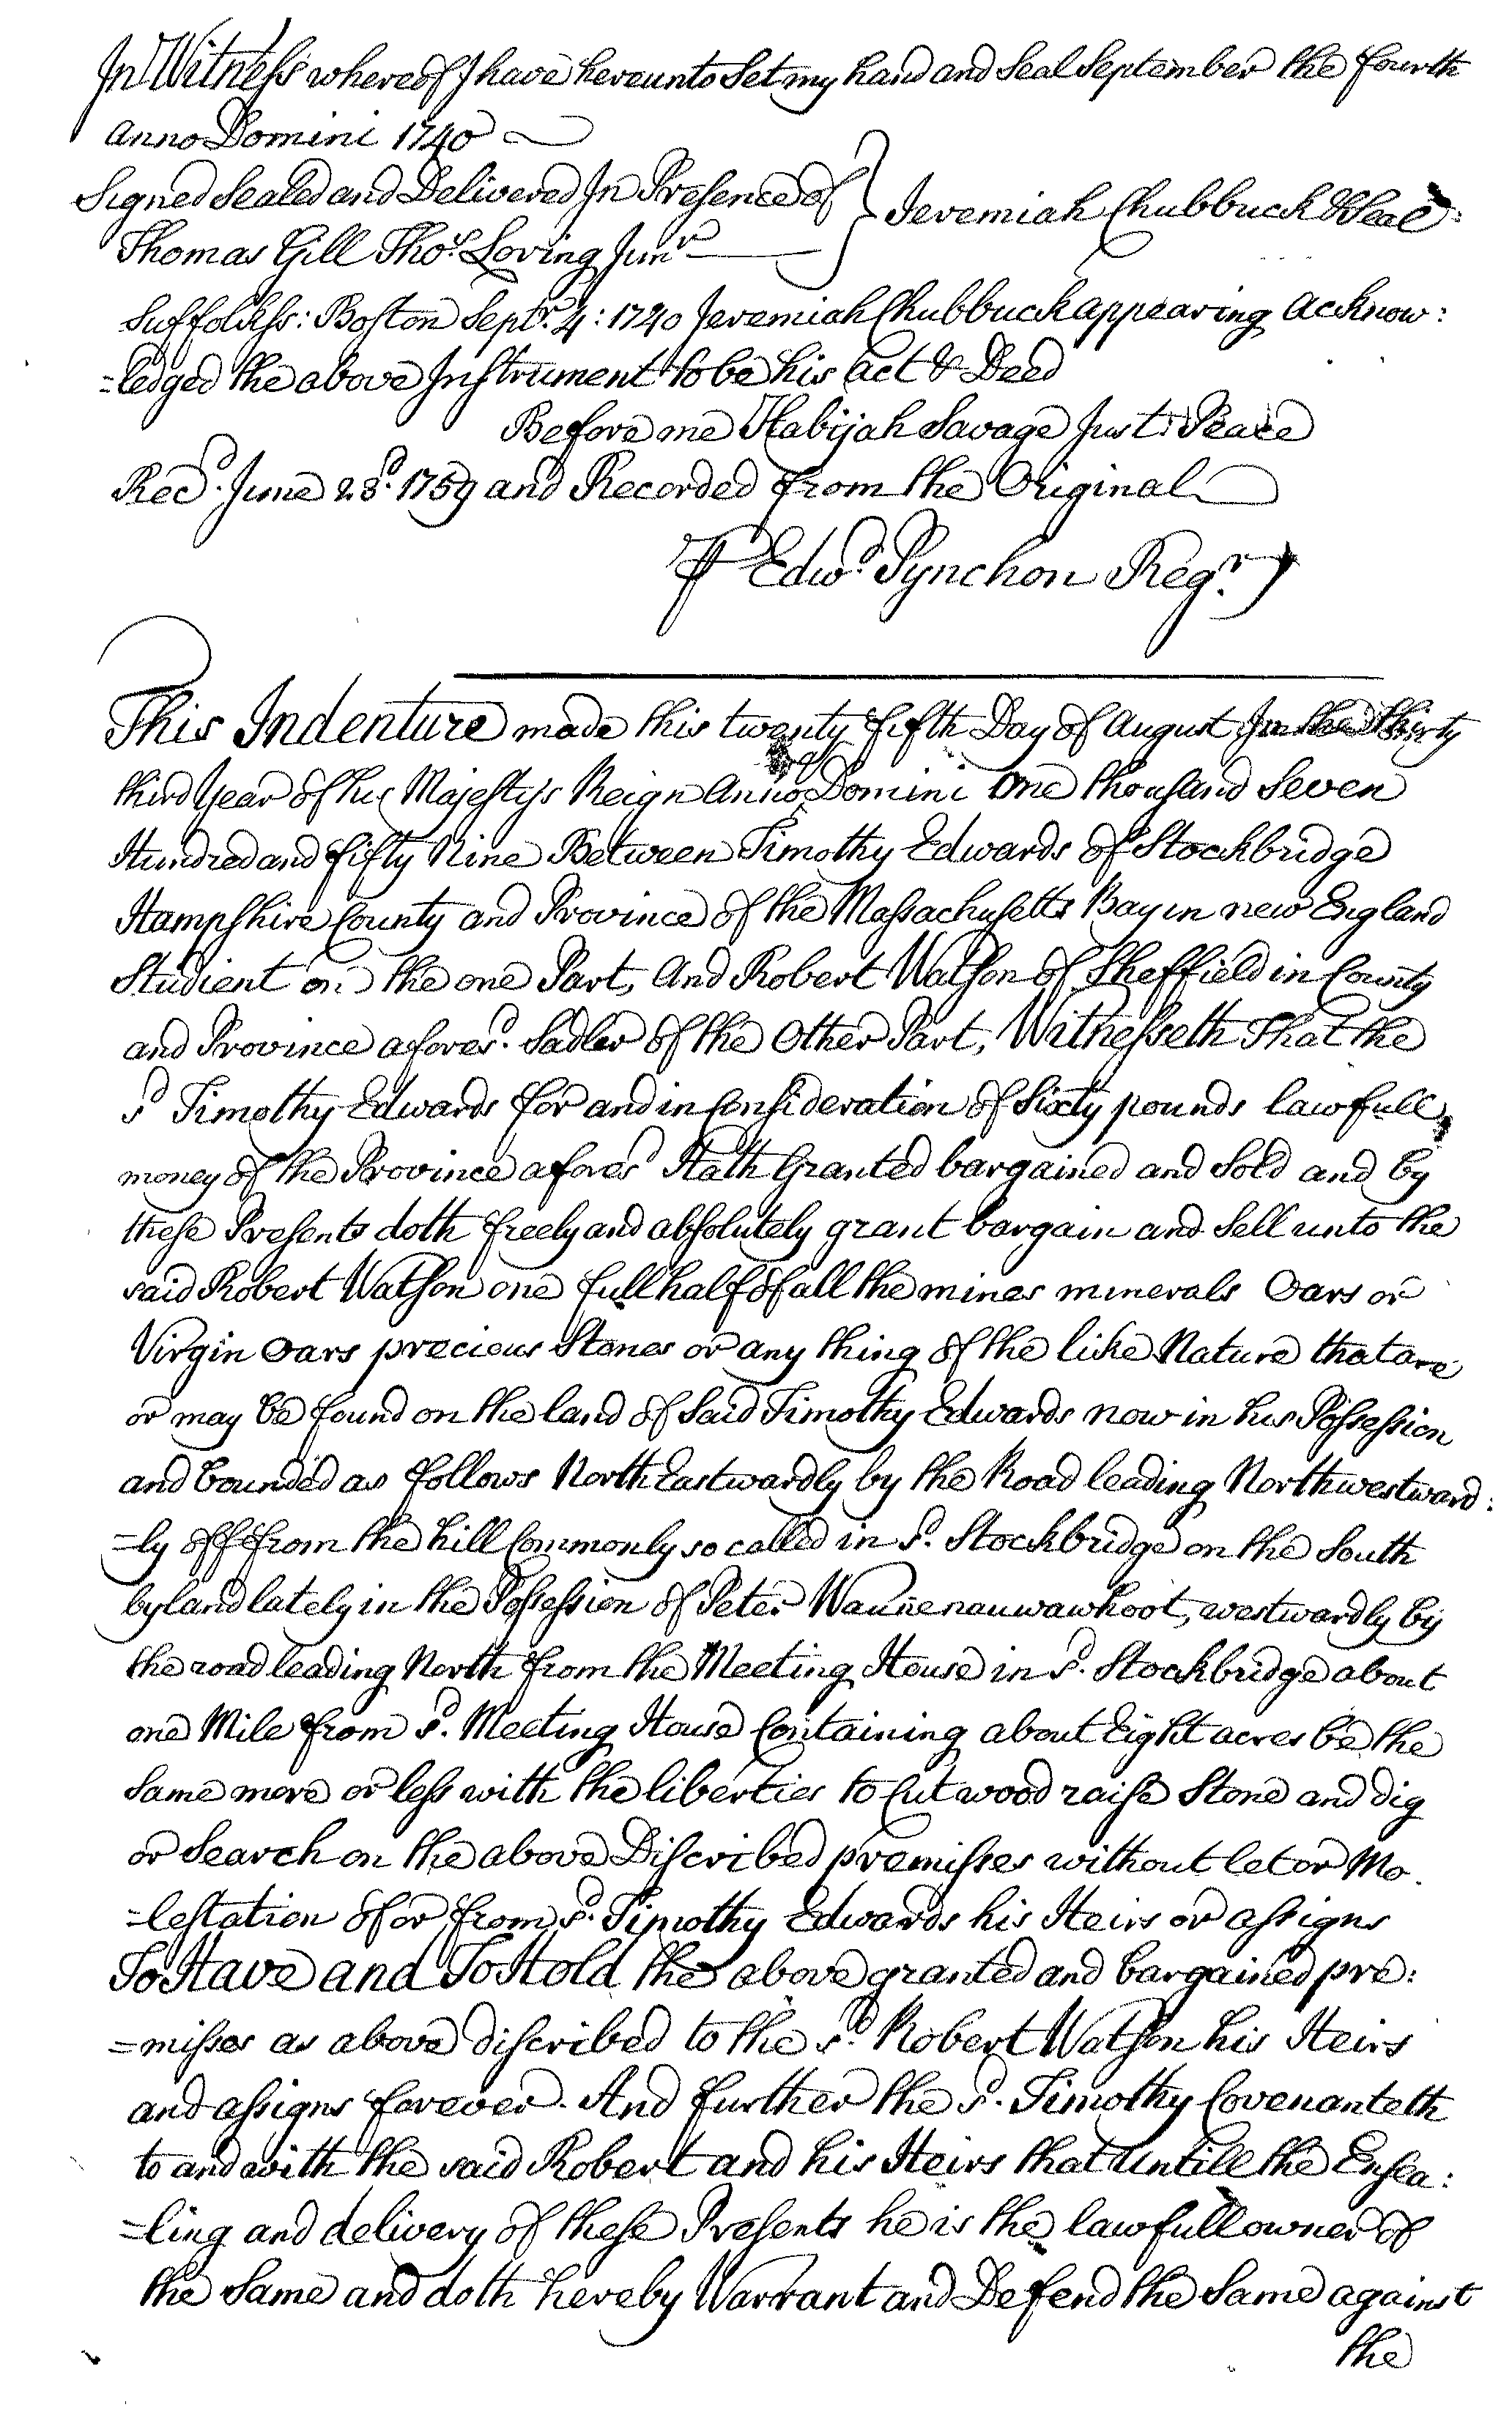 In Witness whereof I have hereunto Set my hand and Seal September the fourth
Anno Domini 1740
Signed Sealed and Delivered In Presence of } Jeremiah Chubbuck & Seal
Thomas Gill Thos. Loring Junr
Suffolk ss: Boston Septr. 4: 1740 Jeremiah Chubbuck appearing Acknow:
=ledged the above Instrument to be his Act & Deed
Before me Habijah Savage Just: Peace
Recd. June 28d. 1759 and Recorded from the Original
P Edwd. Pynchon Regr.
This Indenture made this twenty fifth Day of August In the thirty
third Year of his Majestys Reign Anno Domini One thousand Seven
Hundred and fifty Nine Between Timothy Edwards of Stockbridge
Hampshire County and Province of the Massachusetts Bay in new England
Studient on the one Part, And Robert Watson of Sheffield in County
and Province afores'd. Sadler of the Other Part, Witnesseth That the
sd Timothy Edwards for and in Consideration of Sixty pounds lawfull
money of the Province aforesd Hath Granted bargained and Sold and by
these Presents doth freely and absolutely grant bargain and Sell unto the
said Robert Watson one full half of all the mines minerals Oars or
Virgin Oars precious Stones or any thing of the like Nature that are
or may be found on the land of Said Timothy Edwards now in his Possession
and bounded as follows North Eastwardly by the Road leading Northwestward:
=ly off from the hill Commonly so called in sd. Stockbridge on the South
by land lately in the Possession of Peter Waunenauwawhoot, westwardly by
the road leading North from the Meeting House in sd. Stockbridge about
one Mile from sd. Meeting House Containing about Eight acres be the
Same more or less with the liberties to Cut wood raise Stone and dig
or Search on the above Discribed premisses without let or Mo
=lestation of or from sd. Timothy Edwards his Heirs or assigns
To Have and To Hold the above granted and bargained pre:
=misses as above discribed to the sd. Robert Watson his Heirs
and assigns forever. And further the sd. Timothy Covenanteth
to and with the said Robert and his Heirs that Untill the Ensea:
=ling and delivery of these Presents he is the lawfull owner of
the Same and doth hereby Warrant and Defend the Same against
the